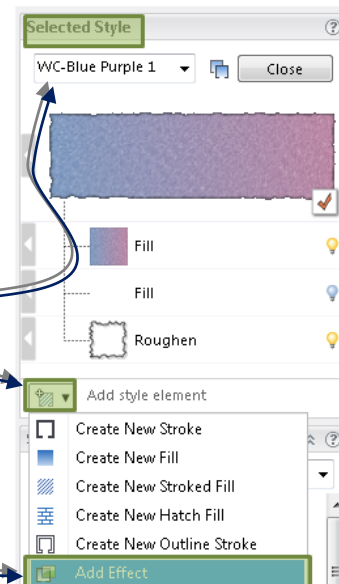 Selected Style
WC-Blue Purple 1
Close
Fill
Fill
Roughen
Add style element
Create New Stroke
Create New Fill
Create New Stroked Fill
Create New Hatch Fill
Create New Outline Stroke
Add Effect